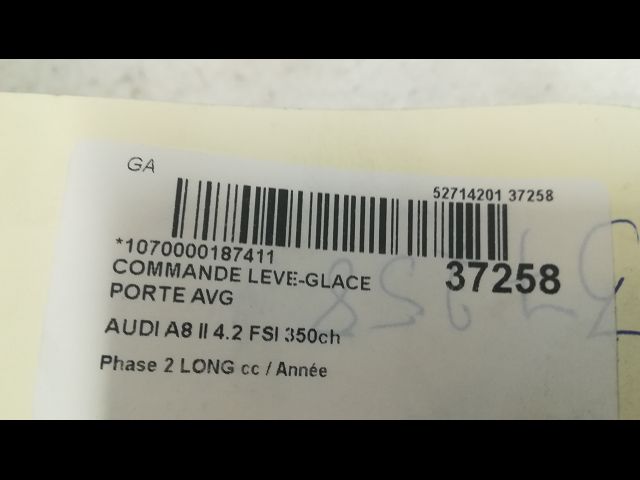 GA
52714201 37258
*1070000187411
37258
COMMANDE LEVE-GLACE
PORTE AVG
AUDI A8 II 4.2 FSI 350ch
Phase 2 LONG cc / Année